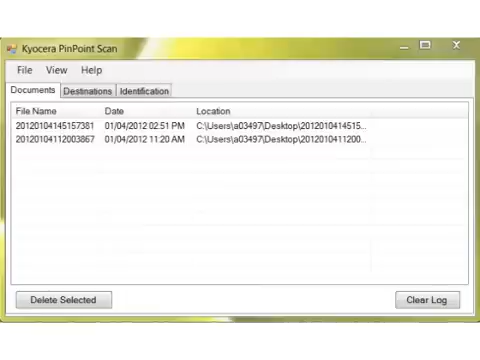 Kyocera PinPoint Scan
File View Help
Documents Destinations Identification
File Name Date Location
20120104145157381 01/04/2012 02:51 PM C:\Users\a03497\Desktop\2012010414515...
20120104112003867 01/04/2012 11:20 AM C:\Users\a03497\Desktop\2012010411200...
Delete Selected Clear Log